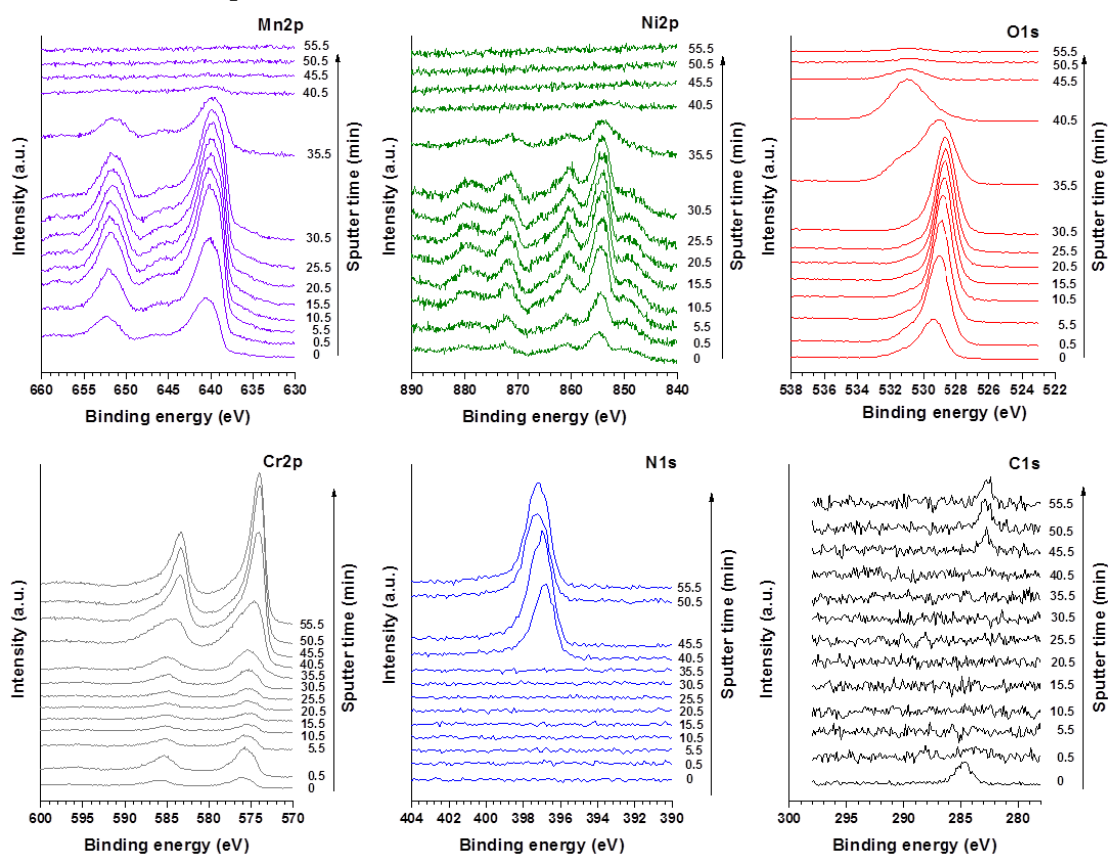 Mn2p
Intensity (a.u.)
55.5
50.5
45.5
40.5
35.5
30.5
25.5
20.5
15.5
10.5
5.5
0.5
0
Sputter time (min)
660 655 650 645 640 635 630
Binding energy (eV)
Ni2p
Intensity (a.u.)
55.5
50.5
45.5
40.5
35.5
30.5
25.5
20.5
15.5
10.5
5.5
0.5
0
Sputter time (min)
890 880 870 860 850 840
Binding energy (eV)
O1s
Intensity (a.u.)
55.5
50.5
45.5
40.5
35.5
30.5
25.5
20.5
15.5
10.5
5.5
0.5
0
Sputter time (min)
538 536 534 532 530 528 526 524 522
Binding energy (eV)
Cr2p
Intensity (a.u.)
55.5
50.5
45.5
40.5
35.5
30.5
25.5
20.5
15.5
10.5
5.5
0.5
0
Sputter time (min)
600 595 590 585 580 575 570
Binding energy (eV)
N1s
Intensity (a.u.)
55.5
50.5
45.5
40.5
35.5
30.5
25.5
20.5
15.5
10.5
5.5
0.5
0
Sputter time (min)
404 402 400 398 396 394 392 390
Binding energy (eV)
C1s
Intensity (a.u.)
55.5
50.5
45.5
40.5
35.5
30.5
25.5
20.5
15.5
10.5
5.5
0.5
0
Sputter time (min)
300 295 290 285 280
Binding energy (eV)